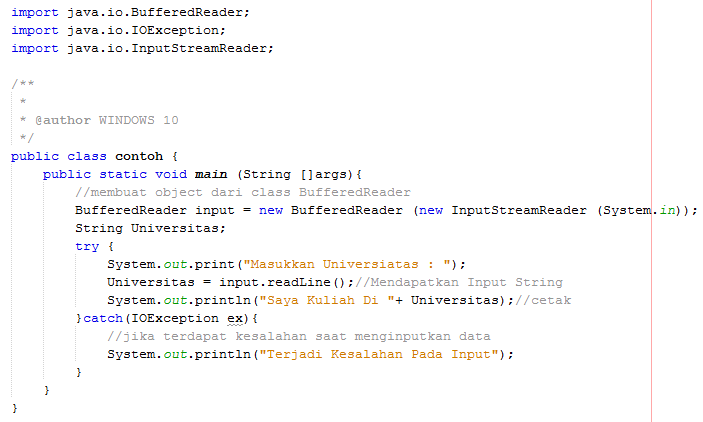 import java.io.BufferedReader;
import java.io.IOException;
import java.io.InputStreamReader;
/**
 *
 * @author WINDOWS 10
 */
public class contoh {
    public static void main (String []args){
        //membuat object dari class BufferedReader
        BufferedReader input = new BufferedReader (new InputStreamReader (System.in));
        String Universitas;
        try {
            System.out.print("Masukkan Universiatas : ");
            Universitas = input.readLine();//Mendapatkan Input String
            System.out.println("Saya Kuliah Di "+ Universitas);//cetak
        }catch(IOException ex){
            //jika terdapat kesalahan saat menginputkan data
            System.out.println("Terjadi Kesalahan Pada Input");
        }
    }
}